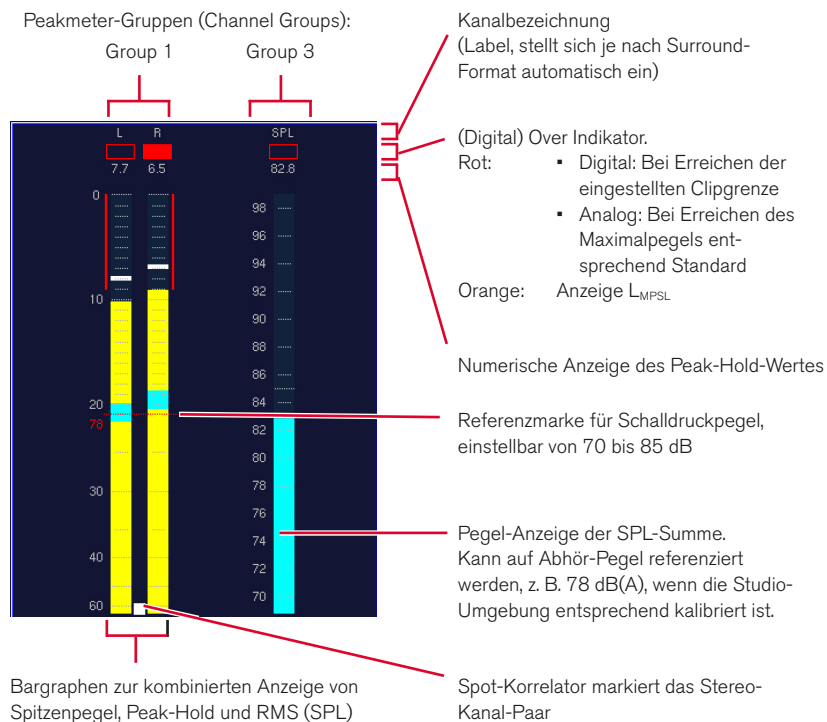 Peakmeter-Gruppen (Channel Groups):
Group 1
Group 3
L
R
SPL
7.7
6.5
82.8
0
10
20
78
30
40
60
98
96
94
92
90
88
86
84
82
80
78
76
74
72
70
Bargraphen zur kombinierten Anzeige von
Spitzenpegel, Peak-Hold und RMS (SPL)
Kanalbezeichnung
(Label, stellt sich je nach Surround-
Format automatisch ein)
(Digital) Over Indikator.
Rot: ▪ Digital: Bei Erreichen der
eingestellten Clipgrenze
▪ Analog: Bei Erreichen des
Maximalpegels ent-
sprechend Standard
Orange: Anzeige LMPSL
Numerische Anzeige des Peak-Hold-Wertes
Referenzmarke für Schalldruckpegel,
einstellbar von 70 bis 85 dB
Pegel-Anzeige der SPL-Summe.
Kann auf Abhör-Pegel referenziert
werden, z. B. 78 dB(A), wenn die Studio-
Umgebung entsprechend kalibriert ist.
Spot-Korrelator markiert das Stereo-
Kanal-Paar